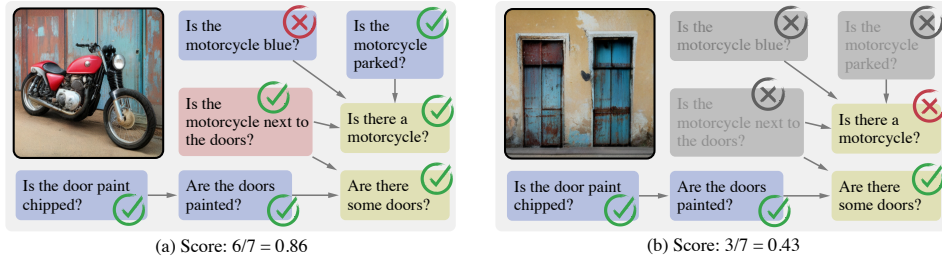 Is the
motorcycle blue?
Is the
motorcycle
parked?
Is the
motorcycle next to
the doors?
Is there a
motorcycle?
Is the door paint
chipped?
Are the doors
painted?
Are there
some doors?
(a) Score: 6/7 = 0.86
Is the
motorcycle blue?
Is the
motorcycle
parked?
Is the
motorcycle next to
the doors?
Is there a
motorcycle?
Is the door paint
chipped?
Are the doors
painted?
Are there
some doors?
(b) Score: 3/7 = 0.43